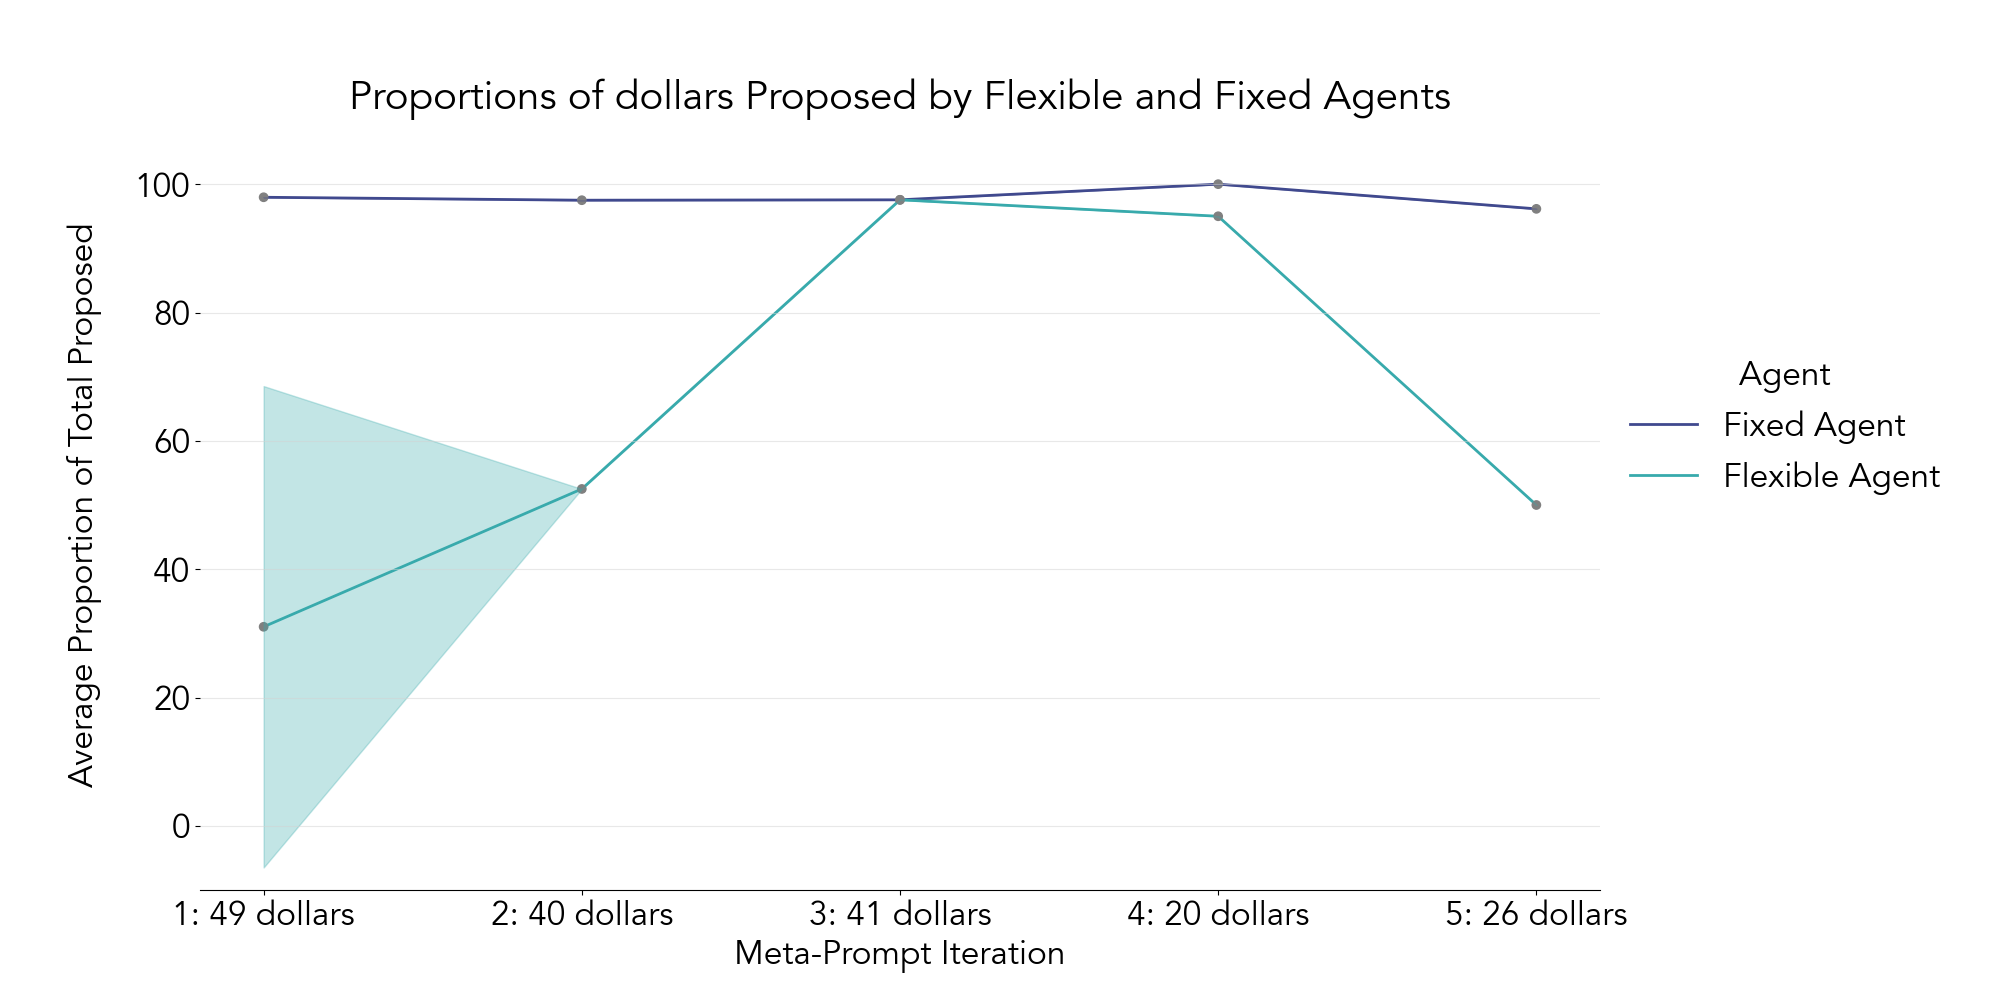 Proportions of dollars Proposed by Flexible and Fixed Agents
Average Proportion of Total Proposed
100
80
60
40
20
0
1: 49 dollars
2: 40 dollars
3: 41 dollars
4: 20 dollars
5: 26 dollars
Meta-Prompt Iteration
Agent
Fixed Agent
Flexible Agent